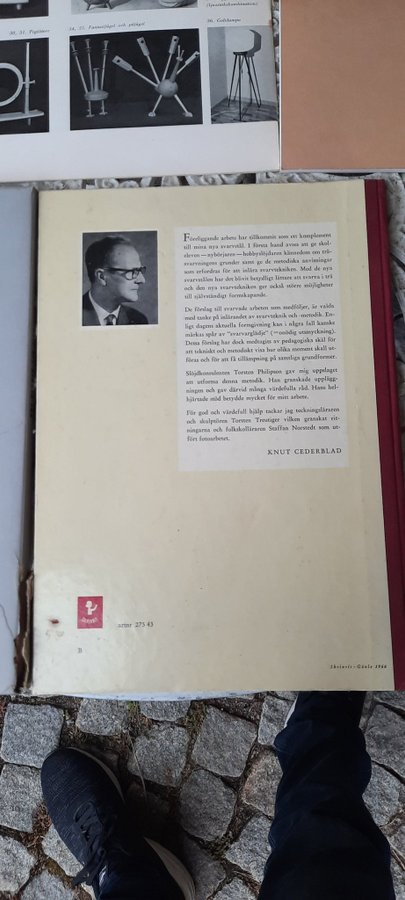 30, 31. Pipställ
34, 35. Fantasifågel och piskägel
36. Golvlampa
Föreliggande arbete har tillkommit som ett komplement
till mina nya svarvstål. I första hand avses att ge skol-
eleven—nybörjaren—hobbyslöjdaren kännedom om trä-
svarvningens grunder samt ge de metodiska anvisningar
som erfordras för att inlära svarvtekniken. Med de nya
svarvstålen har det blivit betydligt lättare att svarva i trä
och den nya svarvtekniken ger också större möjligheter
till självständigt formskapande.
De förslag till svarvade arbeten som medföljer, är valda
med tanke på inlärandet av svarvteknik och -metodik. En-
ligt dagens aktuella formgivning kan i några fall kanske
märkas spår av "svarvarglädje" (=onödig utsmyckning).
Dessa förslag har dock medtagits av pedagogiska skäl för
att tekniskt och metodiskt visa hur olika moment skall ut-
föras och för att få tillämpning på samtliga grundformer.
Slöjdkonsulenten Torsten Philipson gav mig uppslaget
att utforma denna metodik. Han granskade uppläggn-
ingen och gav därvid många värdefulla råd. Hans hel-
hjärtade stöd betydde mycket för mitt arbete.
För god och värdefull hjälp tackar jag teckningsläraren
och skulptören Torsten Treutiger vilken granskat rit-
ningarna och folkskolläraren Staffan Norstedt som ut-
fört fotoarbetet.
KNUT CEDERBLAD
artnr 275 43
B
Skrivrit - Gävle 1966